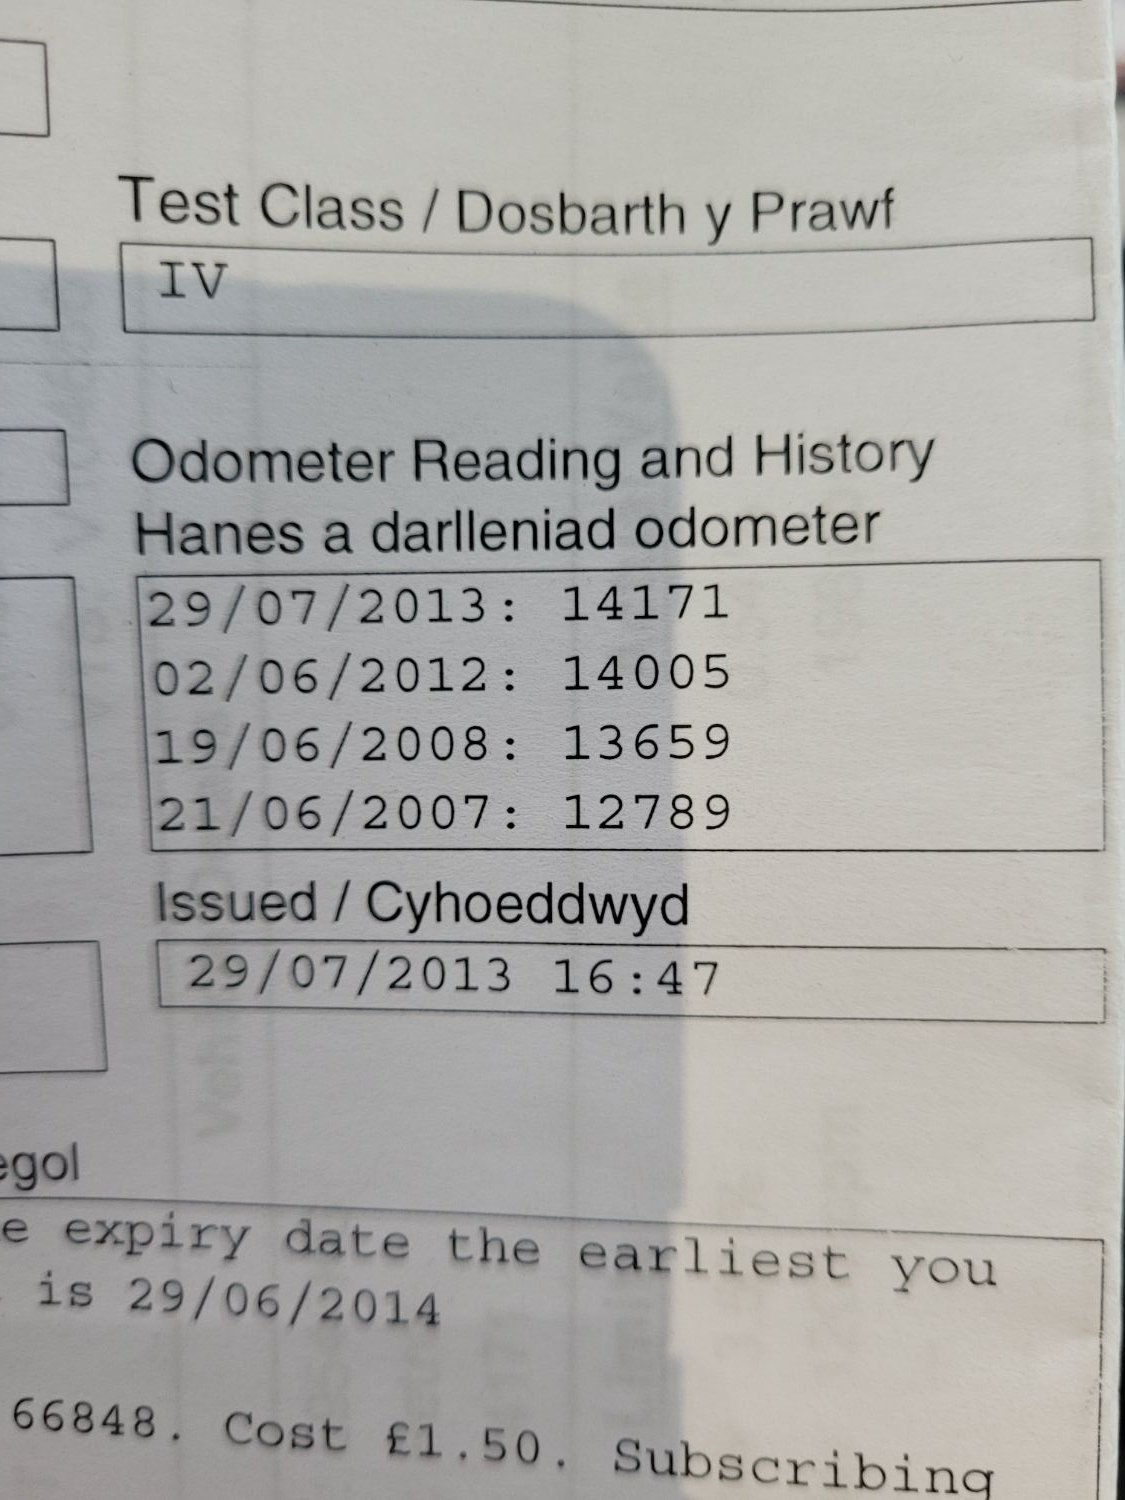 Test Class / Dosbarth y Prawf
IV
Odometer Reading and History
Hanes a darlleniad odometer
29/07/2013: 14171
02/06/2012: 14005
19/06/2008: 13659
21/06/2007: 12789
Issued / Cyhoeddwyd
29/07/2013 16:47
egol
e expiry date the earliest you
is 29/06/2014
66848. Cost £1.50. Subscribing